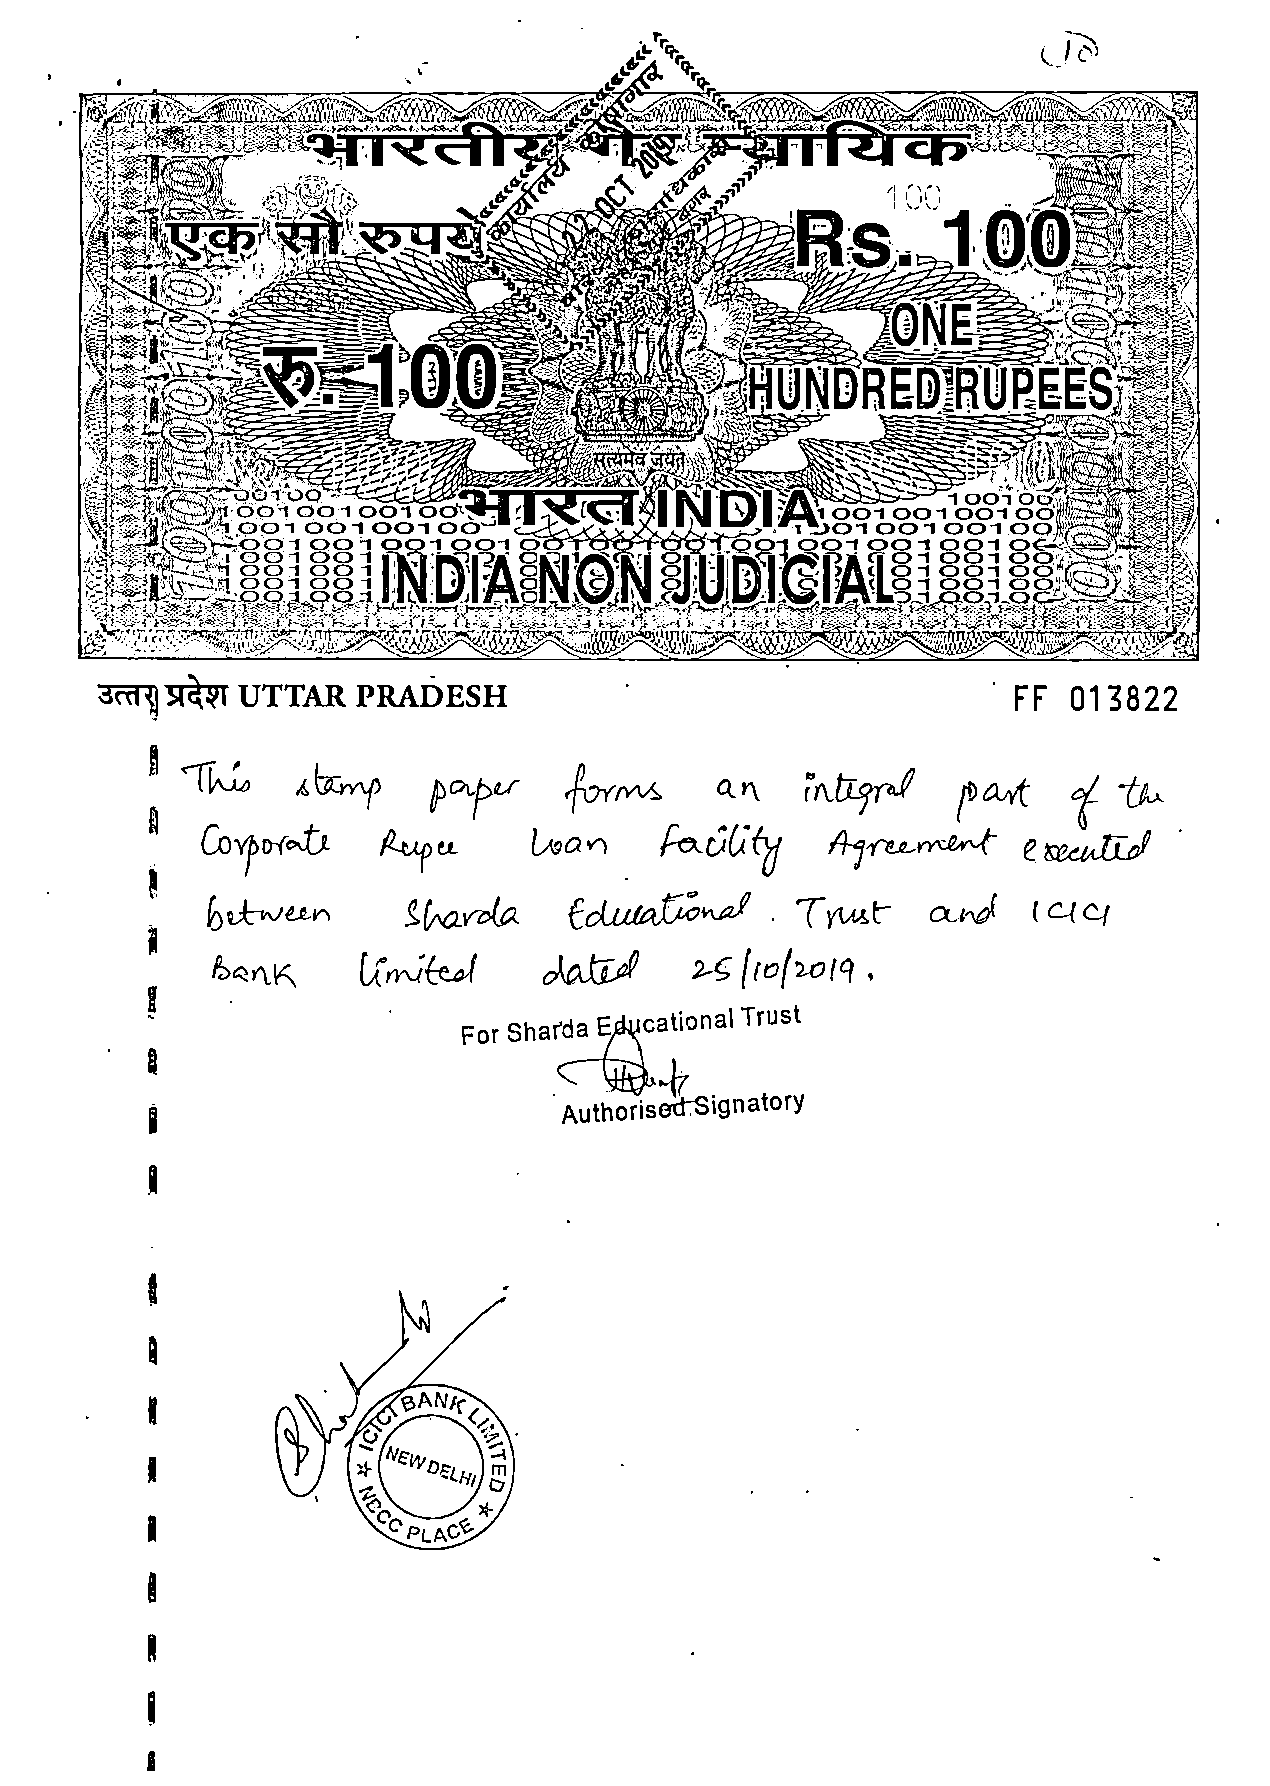 10
भारतीय गैर न्यायिक
कार्यालय कोषागार
OCT 2019
100
एक सौ रुपये
Rs. 100
रु. 100
ONE
HUNDRED RUPEES
सत्यमेव जयते
भारत INDIA
INDIA NON JUDICIAL
उत्तर प्रदेश UTTAR PRADESH
FF 013822
This stamp paper forms an integral part of the
Corporate Rupee Loan Facility Agreement executed
between Sharda Educational Trust and ICICI
Bank Limited dated 25/10/2019.
For Sharda Educational Trust
Authorised Signatory
ICICI BANK LIMITED
NEW DELHI
NBCC PLACE